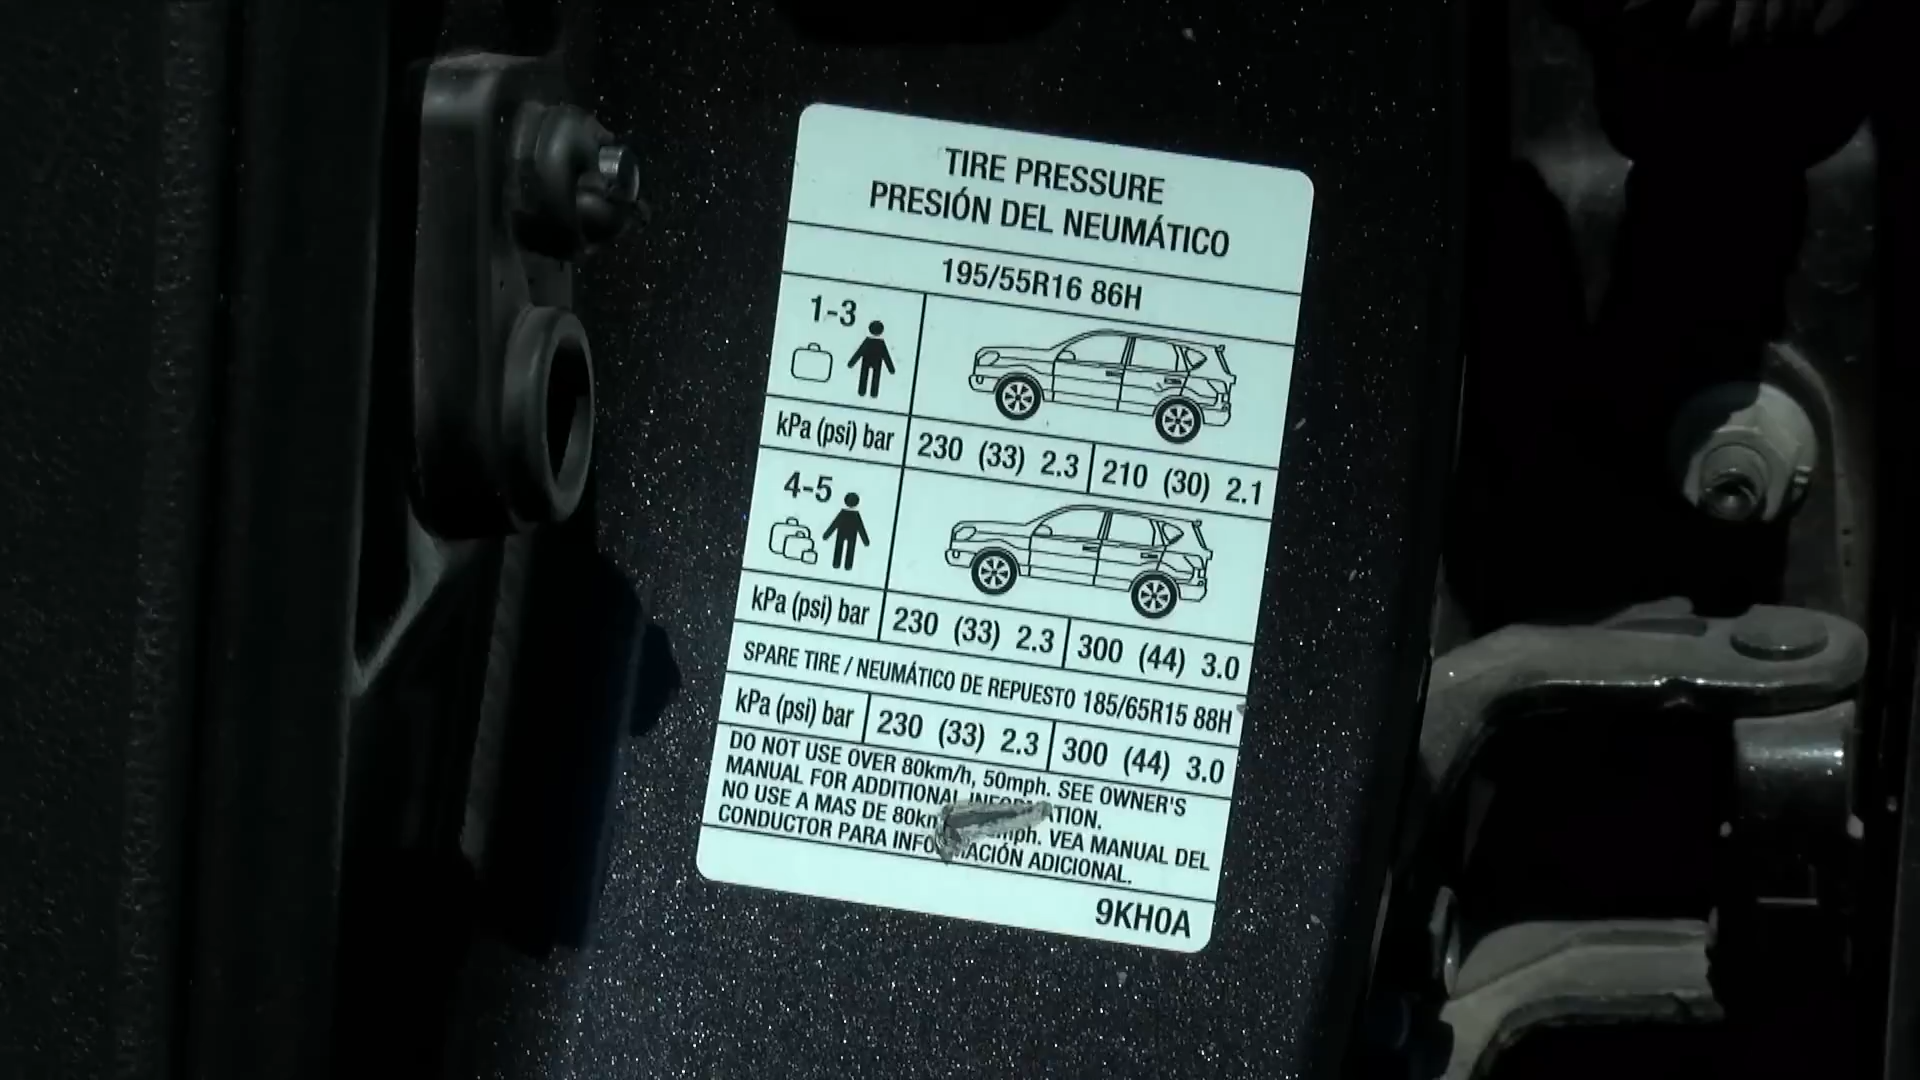 TIRE PRESSURE
PRESIÓN DEL NEUMÁTICO
195/55R16 86H
1-3
kPa (psi) bar 230 (33) 2.3 210 (30) 2.1
4-5
kPa (psi) bar 230 (33) 2.3 300 (44) 3.0
SPARE TIRE / NEUMÁTICO DE REPUESTO 185/65R15 88H
kPa (psi) bar 230 (33) 2.3 300 (44) 3.0
DO NOT USE OVER 80km/h, 50mph. SEE OWNER'S
MANUAL FOR ADDITIONAL INFORMATION.
NO USE A MAS DE mph. VEA MANUAL DEL
CONDUCTOR PARA INFORMACIÓN ADICIONAL.
9KH0A